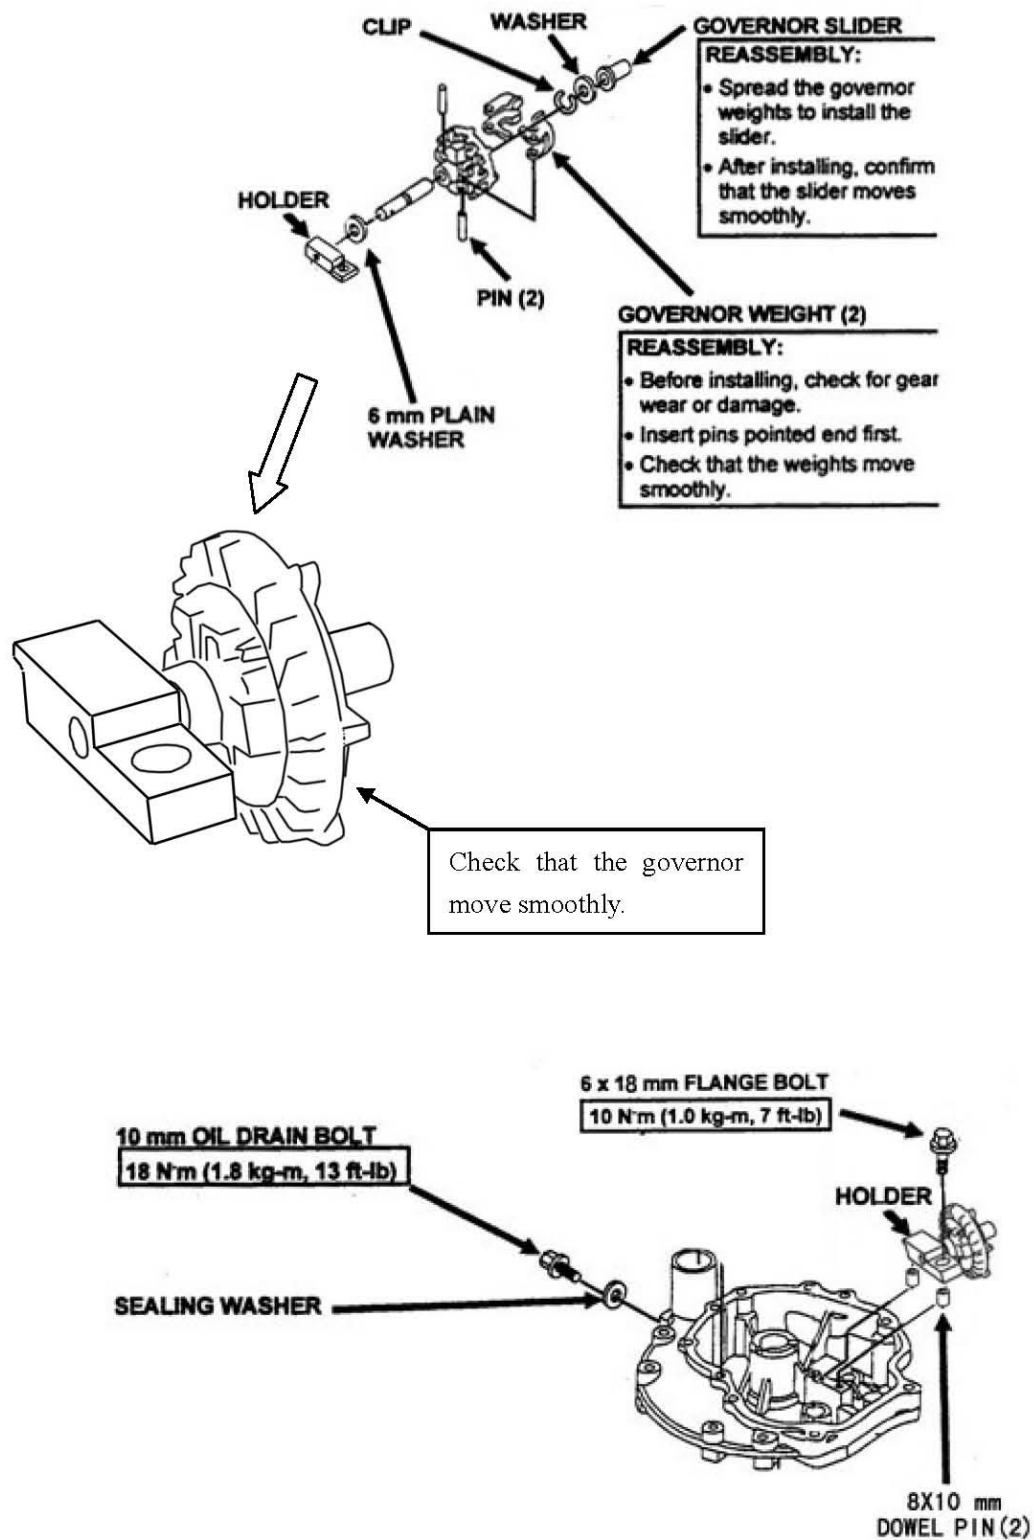 CLIP
WASHER
GOVERNOR SLIDER
REASSEMBLY:
• Spread the governor
weights to install the
slider.
• After installing, confirm
that the slider moves
smoothly.
HOLDER
PIN (2)
GOVERNOR WEIGHT (2)
REASSEMBLY:
• Before installing, check for gear
wear or damage.
• Insert pins pointed end first.
• Check that the weights move
smoothly.
6 mm PLAIN
WASHER
Check that the governor
move smoothly.
6 x 18 mm FLANGE BOLT
10 N·m (1.0 kg-m, 7 ft-lb)
10 mm OIL DRAIN BOLT
18 N·m (1.8 kg-m, 13 ft-lb)
HOLDER
SEALING WASHER
8X10 mm
DOWEL PIN(2)